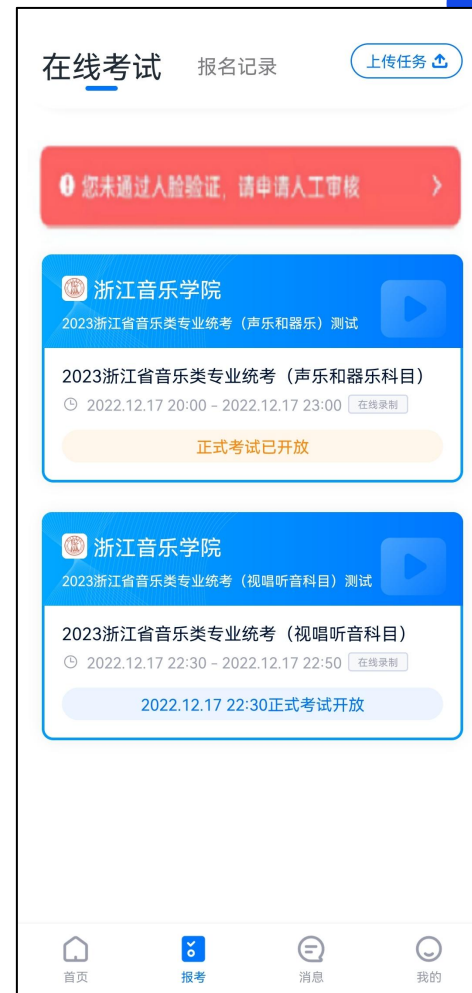 在线考试 报名记录 上传任务
您未通过人脸验证，请申请人工审核
浙江音乐学院
2023浙江省音乐类专业统考（声乐和器乐）测试
2023浙江省音乐类专业统考（声乐和器乐科目）
2022.12.17 20:00 - 2022.12.17 23:00 在线录制
正式考试已开放
浙江音乐学院
2023浙江省音乐类专业统考（视唱听音科目）测试
2023浙江省音乐类专业统考（视唱听音科目）
2022.12.17 22:30 - 2022.12.17 22:50 在线录制
2022.12.17 22:30正式考试开放
首页 报考 消息 我的